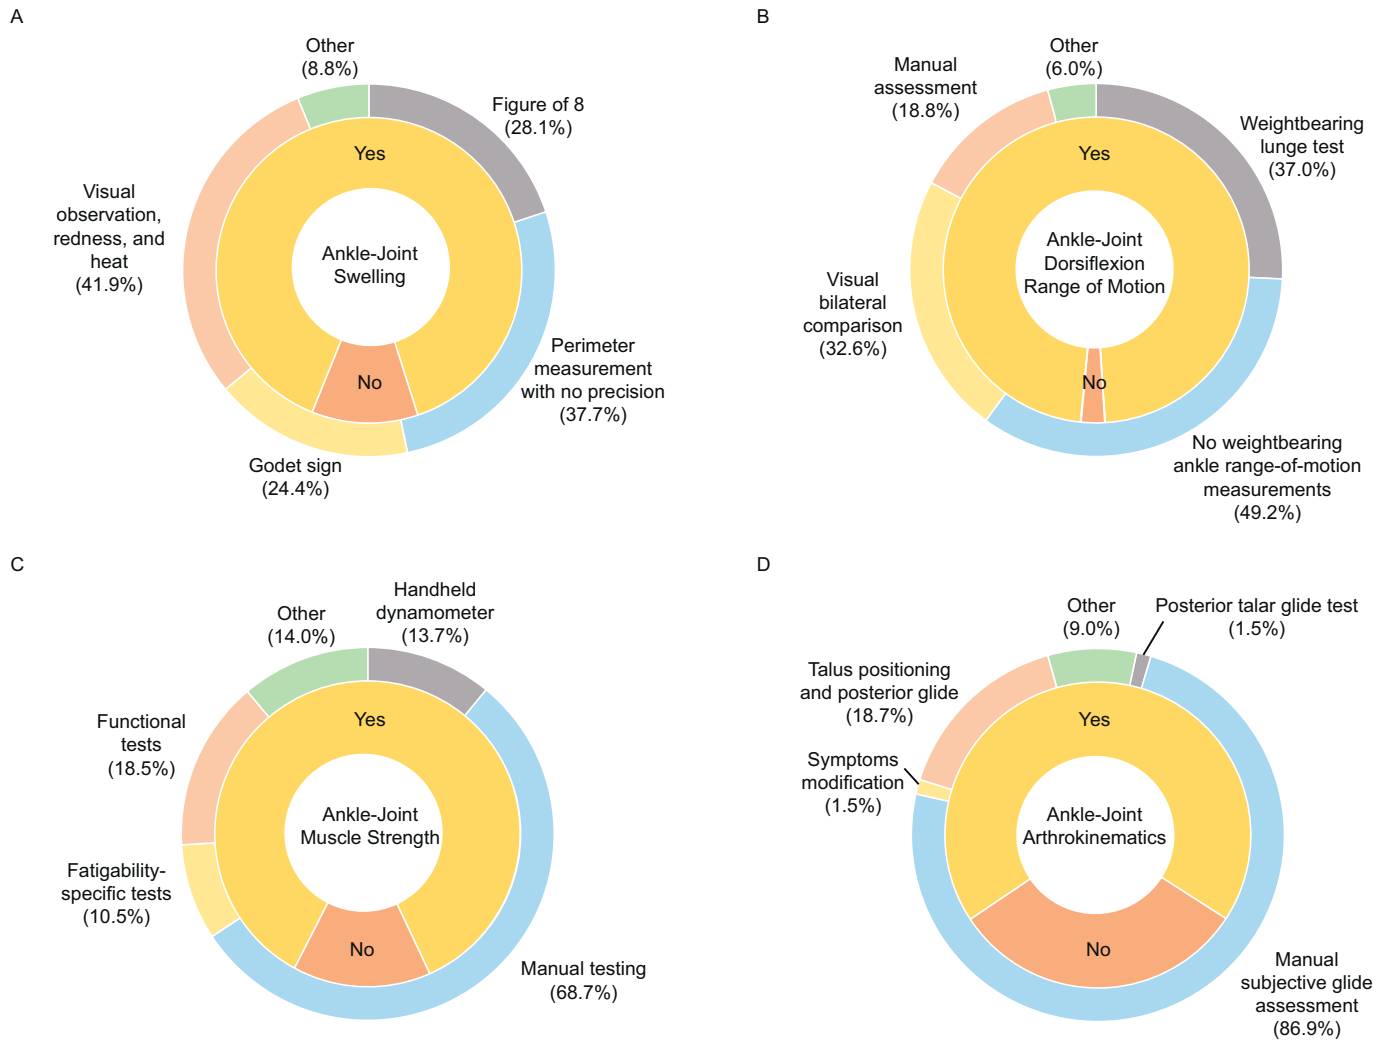 A
Other
(8.8%)
Figure of 8
(28.1%)
Yes
Visual
observation,
redness, and
heat
(41.9%)
Ankle-Joint
Swelling
Perimeter
measurement
with no precision
(37.7%)
No
Godet sign
(24.4%)
B
Other
(6.0%)
Manual
assessment
(18.8%)
Weightbearing
lunge test
(37.0%)
Yes
Ankle-Joint
Dorsiflexion
Range of Motion
Visual
bilateral
comparison
(32.6%)
No
No weightbearing
ankle range-of-motion
measurements
(49.2%)
C
Handheld
dynamometer
(13.7%)
Other
(14.0%)
Yes
Functional
tests
(18.5%)
Ankle-Joint
Muscle Strength
Fatigability-
specific tests
(10.5%)
No
Manual testing
(68.7%)
D
Other
(9.0%)
Posterior talar glide test
(1.5%)
Talus positioning
and posterior glide
(18.7%)
Yes
Symptoms
modification
(1.5%)
Ankle-Joint
Arthrokinematics
No
Manual
subjective glide
assessment
(86.9%)